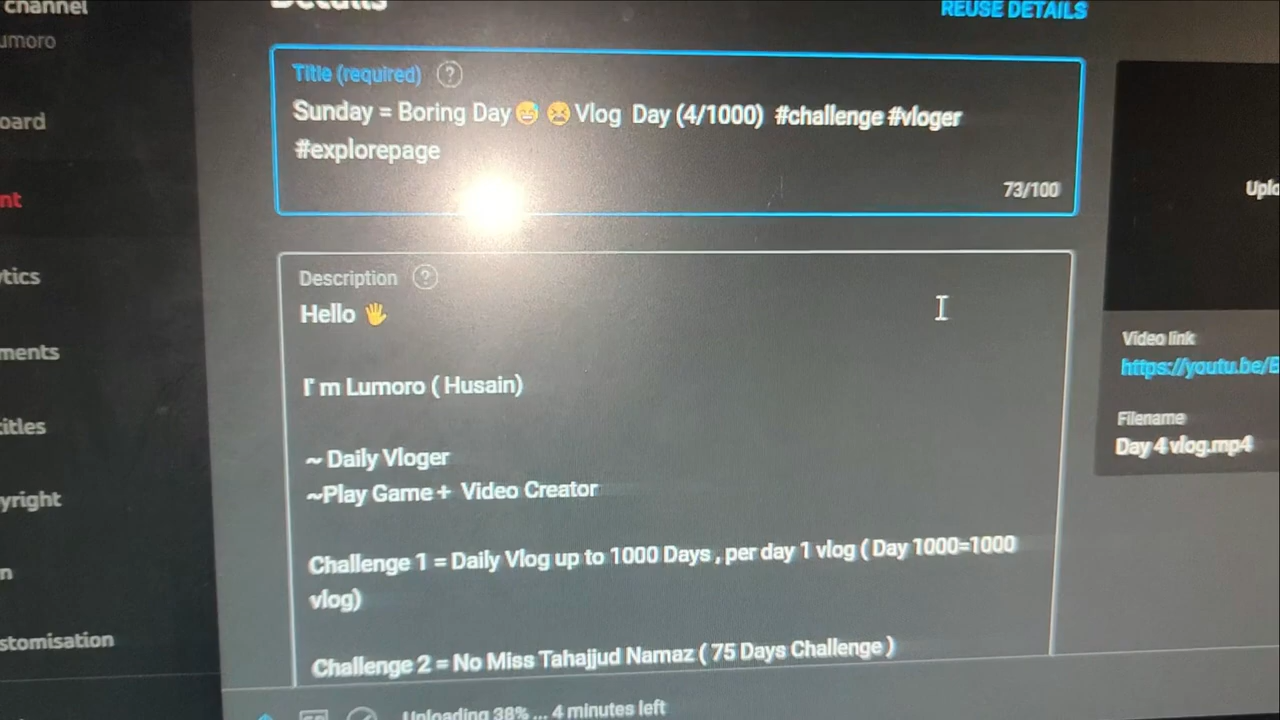 channel
umoro
oard
nt
tics
ments
titles
yright
n
stomisation
Details
REUSE DETAILS
Title (required) ?
Sunday = Boring Day😅 😆 Vlog Day (4/1000) #challenge #vloger
#explorepage
73/100
Description ?
Hello 🖐
I'm Lumoro ( Husain)
~ Daily Vloger
~Play Game + Video Creator
Challenge 1 = Daily Vlog up to 1000 Days , per day 1 vlog ( Day 1000=1000
vlog)
Challenge 2 = No Miss Tahajjud Namaz ( 75 Days Challenge )
Uploading 38% ... 4 minutes left
Uplo
Video link
https://youtu.be/E
Filename
Day 4 vlog.mp4